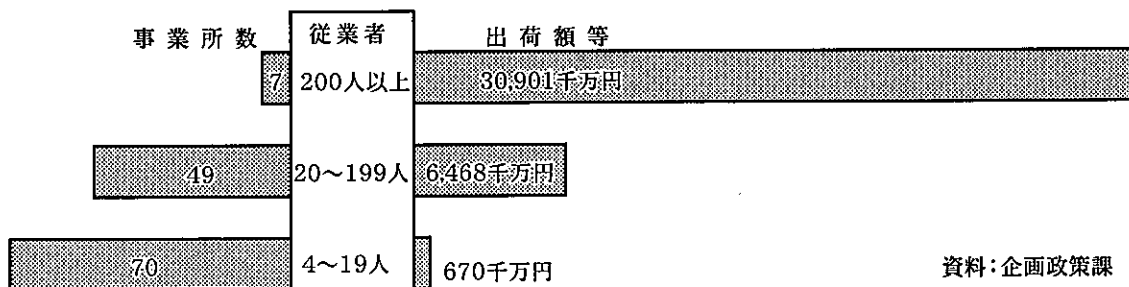 事業所数 従業者 出荷額等
7 200人以上 30,901千万円
49 20～199人 6,468千万円
70 4～19人 670千万円
資料：企画政策課